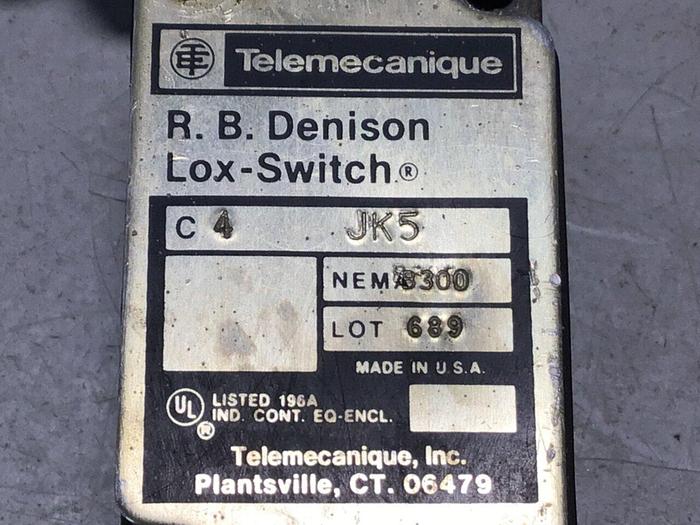 Telemecanique
R. B. Denison
Lox-Switch®
C 4 JK5
NEMA B300
LOT 689
MADE IN U.S.A.
UL® LISTED 196A
IND. CONT. EQ-ENCL.
Telemecanique, Inc.
Plantsville, CT. 06479